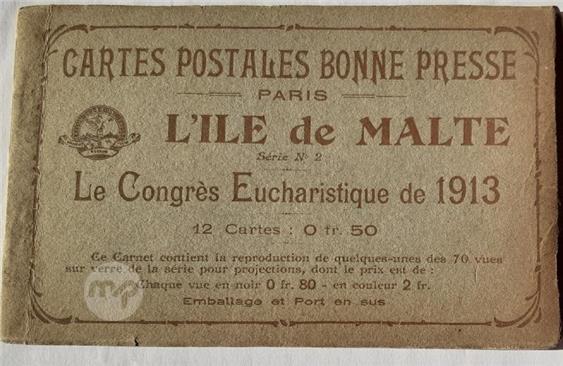 CARTES POSTALES BONNE PRESSE
PARIS
L'ILE de MALTE
Série Nº 2
Le Congrès Eucharistique de 1913
12 Cartes : 0 fr. 50
Ce Carnet contient la reproduction de quelques-unes des 70 vues
sur verre de la série pour projections, dont le prix est de :
Chaque vue en noir 0 fr. 80 - en couleur 2 fr.
Emballage et Port en sus